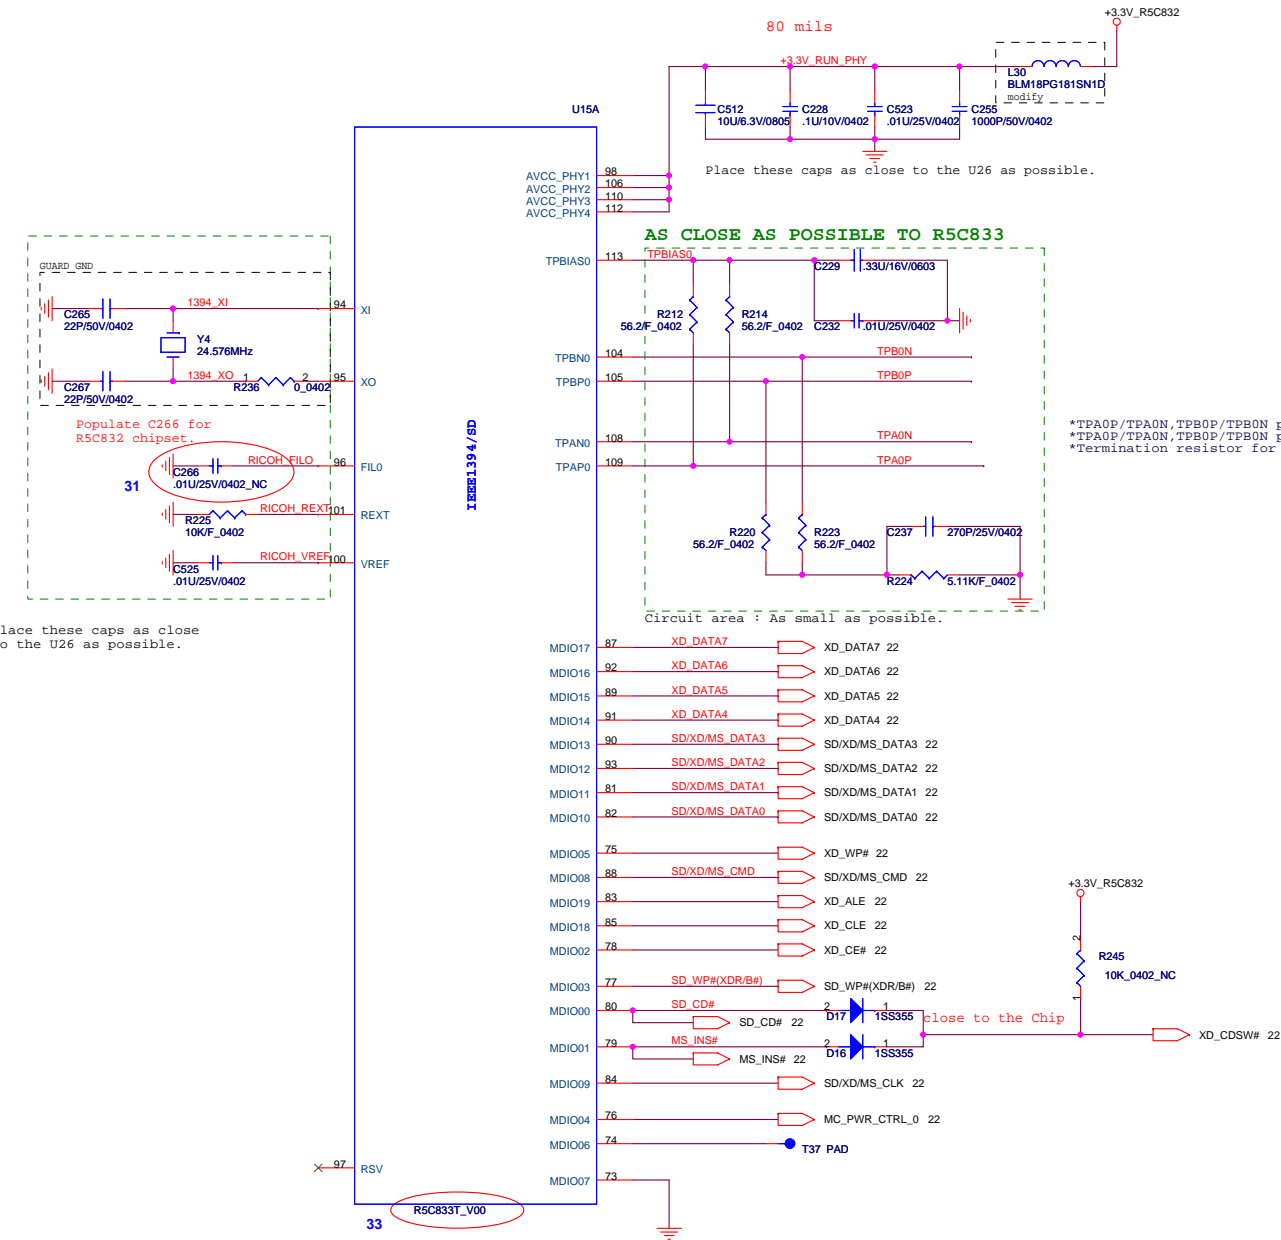 80 mils
+3.3V_R5C832
+3.3V_RUN_PHY
L30
BLM18PG181SN1D
modify
U15A
C512
10U/6.3V/0805
C228
.1U/10V/0402
C523
.01U/25V/0402
C255
1000P/50V/0402
Place these caps as close to the U26 as possible.
AVCC_PHY1 98
AVCC_PHY2 106
AVCC_PHY3 110
AVCC_PHY4 112
AS CLOSE AS POSSIBLE TO R5C833
TPBIAS0 113 TPBIAS0
C229 .33U/16V/0603
C232 .01U/25V/0402
R212
56.2/F_0402
R214
56.2/F_0402
TPBN0 104 TPB0N
TPBP0 105 TPB0P
TPAN0 108 TPA0N
TPAP0 109 TPA0P
R220
56.2/F_0402
R223
56.2/F_0402
C237 270P/25V/0402
R224 5.11K/F_0402
Circuit area : As small as possible.
*TPA0P/TPA0N,TPB0P/TPB0N p
*TPA0P/TPA0N,TPB0P/TPB0N p
*Termination resistor for
GUARD GND
C265
22P/50V/0402
1394_XI 94 XI
Y4
24.576MHz
C267
22P/50V/0402
1394_XO 1 R236 2 0_0402 95 XO
Populate C266 for
R5C832 chipset.
C266
.01U/25V/0402_NC
RICOH_FILO 96 FIL0
31
R225
10K/F_0402
RICOH_REXT 101 REXT
C525
.01U/25V/0402
RICOH_VREF 100 VREF
lace these caps as close
o the U26 as possible.
IEEE1394/SD
MDIO17 87 XD_DATA7 XD_DATA7 22
MDIO16 92 XD_DATA6 XD_DATA6 22
MDIO15 89 XD_DATA5 XD_DATA5 22
MDIO14 91 XD_DATA4 XD_DATA4 22
MDIO13 90 SD/XD/MS_DATA3 SD/XD/MS_DATA3 22
MDIO12 93 SD/XD/MS_DATA2 SD/XD/MS_DATA2 22
MDIO11 81 SD/XD/MS_DATA1 SD/XD/MS_DATA1 22
MDIO10 82 SD/XD/MS_DATA0 SD/XD/MS_DATA0 22
MDIO05 75 XD_WP# 22
MDIO08 88 SD/XD/MS_CMD SD/XD/MS_CMD 22
MDIO19 83 XD_ALE 22
MDIO18 85 XD_CLE 22
MDIO02 78 XD_CE# 22
MDIO03 77 SD_WP#(XDR/B#) SD_WP#(XDR/B#) 22
MDIO00 80 SD_CD# 2 D17 1 1SS355
SD_CD# 22
MDIO01 79 MS_INS# 2 D16 1 1SS355
MS_INS# 22
close to the Chip
+3.3V_R5C832
2
R245
10K_0402_NC
1
XD_CDSW# 22
MDIO09 84 SD/XD/MS_CLK 22
MDIO04 76 MC_PWR_CTRL_0 22
MDIO06 74 T37 PAD
MDIO07 73
97 RSV
R5C833T_V00
33